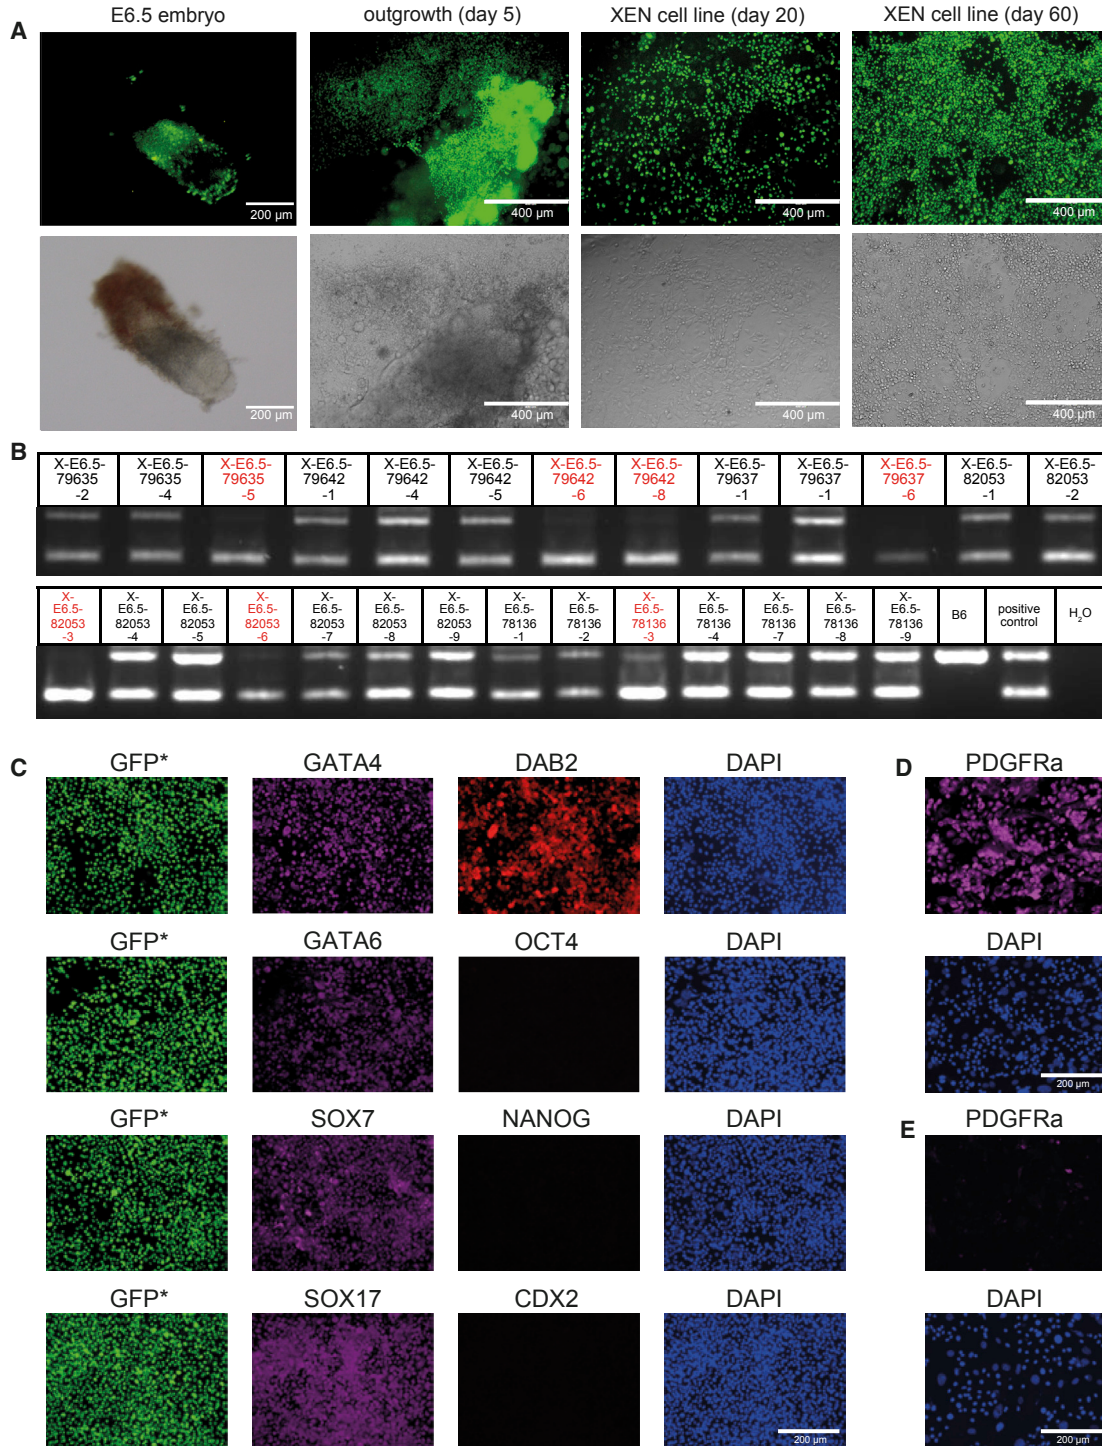 A
E6.5 embryo
outgrowth (day 5)
XEN cell line (day 20)
XEN cell line (day 60)
200 µm
400 µm
400 µm
400 µm
200 µm
400 µm
400 µm
400 µm
B
X-E6.5-
79635
-2
X-E6.5-
79635
-4
X-E6.5-
79635
-5
X-E6.5-
79642
-1
X-E6.5-
79642
-4
X-E6.5-
79642
-5
X-E6.5-
79642
-6
X-E6.5-
79642
-8
X-E6.5-
79637
-1
X-E6.5-
79637
-1
X-E6.5-
79637
-6
X-E6.5-
82053
-1
X-E6.5-
82053
-2
X-
E6.5-
82053
-3
X-
E6.5-
82053
-4
X-
E6.5-
82053
-5
X-
E6.5-
82053
-6
X-
E6.5-
82053
-7
X-
E6.5-
82053
-8
X-
E6.5-
82053
-9
X-
E6.5-
78136
-1
X-
E6.5-
78136
-2
X-
E6.5-
78136
-3
X-
E6.5-
78136
-4
X-
E6.5-
78136
-7
X-
E6.5-
78136
-8
X-
E6.5-
78136
-9
B6
positive
control
H₂O
C
GFP*
GATA4
DAB2
DAPI
GFP*
GATA6
OCT4
DAPI
GFP*
SOX7
NANOG
DAPI
GFP*
SOX17
CDX2
DAPI
200 µm
D
PDGFRa
DAPI
200 µm
E
PDGFRa
DAPI
200 µm